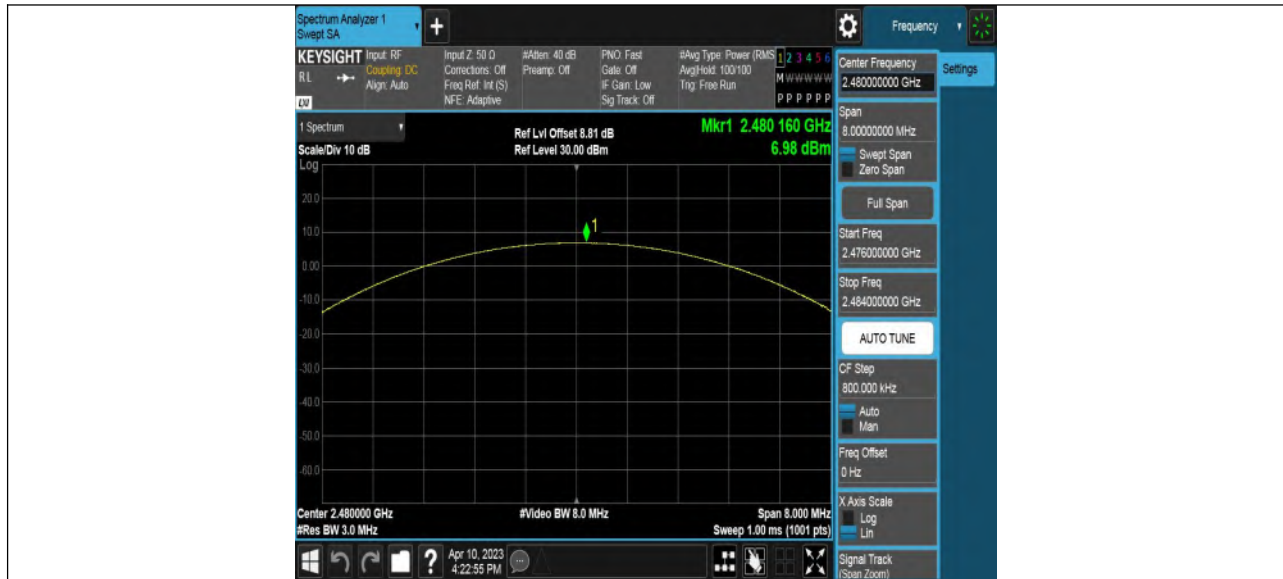 Spectrum Analyzer 1
Swept SA
+
Frequency
KEYSIGHT
RL
LXI
Input: RF
Coupling: DC
Align: Auto
Input Z: 50 Ω
Corrections: Off
Freq Ref: Int (S)
NFE: Adaptive
#Atten: 40 dB
Preamp: Off
PNO: Fast
Gate: Off
IF Gain: Low
Sig Track: Off
#Avg Type: Power (RMS
Avg|Hold: 100/100
Trig: Free Run
1 2 3 4 5 6
M W W W W W
P P P P P P
1 Spectrum
Scale/Div 10 dB
Ref Lvl Offset 8.81 dB
Ref Level 30.00 dBm
Mkr1 2.480 160 GHz
6.98 dBm
Log
20.0
10.0
0.00
-10.0
-20.0
-30.0
-40.0
-50.0
-60.0
1
Center 2.480000 GHz
#Res BW 3.0 MHz
#Video BW 8.0 MHz
Span 8.000 MHz
Sweep 1.00 ms (1001 pts)
?
Apr 10, 2023
4:22:55 PM
Center Frequency
2.480000000 GHz
Settings
Span
8.00000000 MHz
Swept Span
Zero Span
Full Span
Start Freq
2.476000000 GHz
Stop Freq
2.484000000 GHz
AUTO TUNE
CF Step
800.000 kHz
Auto
Man
Freq Offset
0 Hz
X Axis Scale
Log
Lin
Signal Track
(Span Zoom)